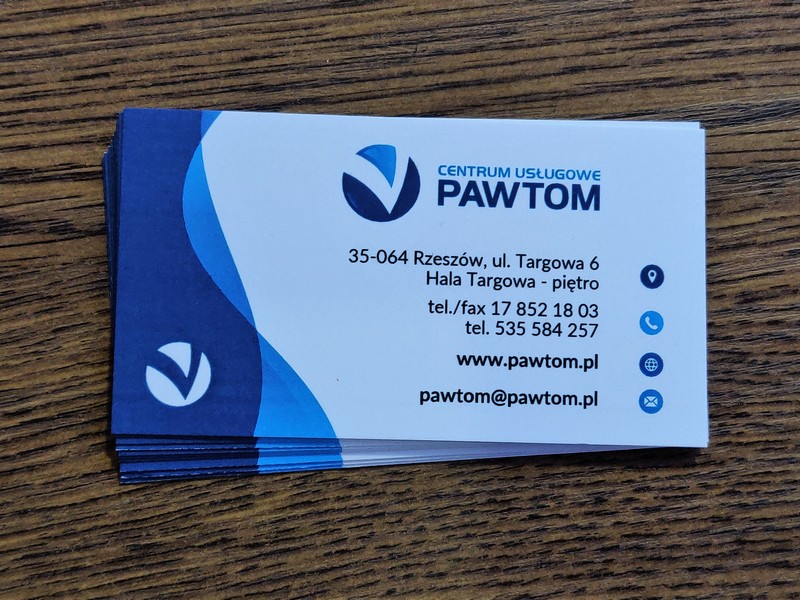 CENTRUM USŁUGOWE
PAWTOM
35-064 Rzeszów, ul. Targowa 6
Hala Targowa - piętro
tel./fax 17 852 18 03
tel. 535 584 257
www.pawtom.pl
pawtom@pawtom.pl